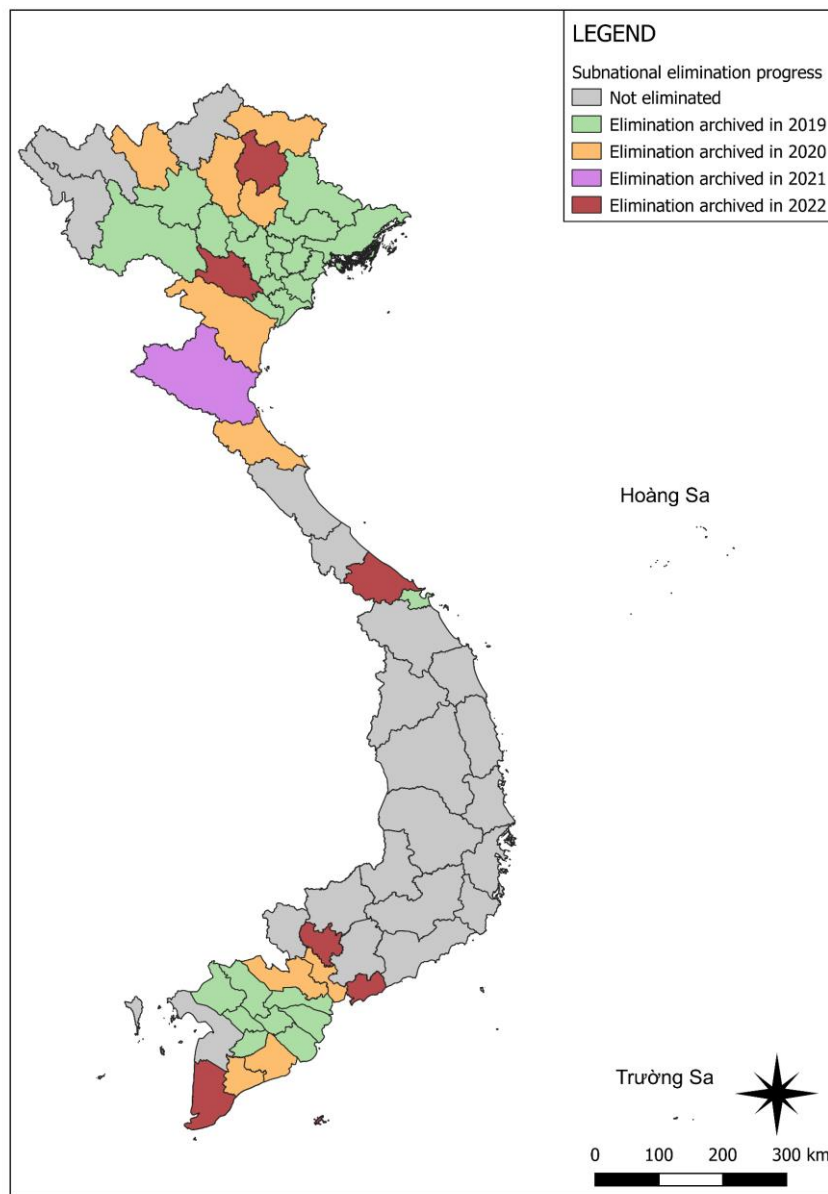 LEGEND
Subnational elimination progress
Not eliminated
Elimination archived in 2019
Elimination archived in 2020
Elimination archived in 2021
Elimination archived in 2022
Hoàng Sa
Trường Sa
0 100 200 300 km